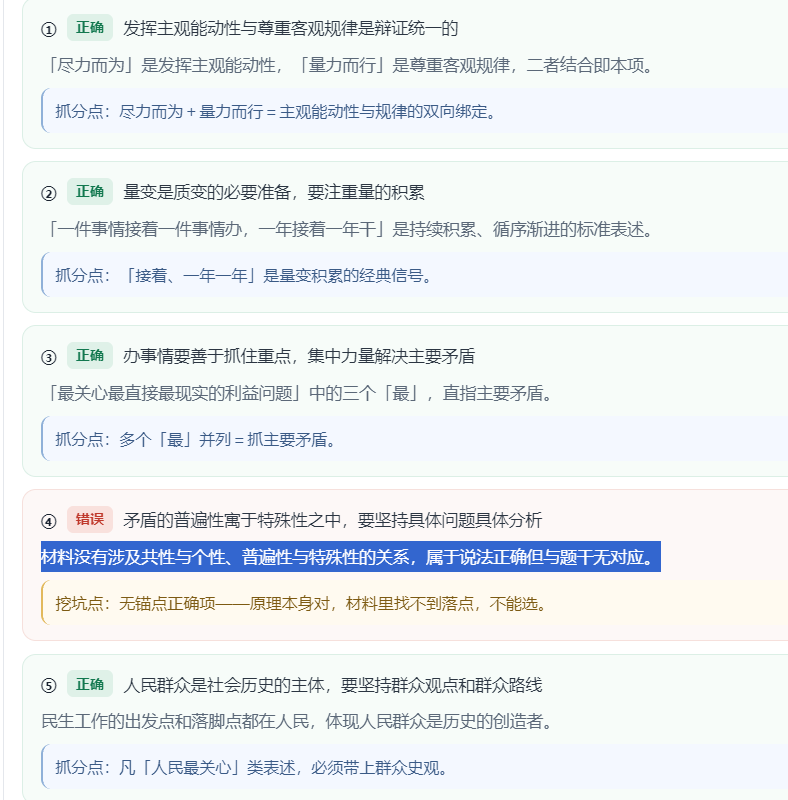 ① 正确 发挥主观能动性与尊重客观规律是辩证统一的
「尽力而为」是发挥主观能动性，「量力而行」是尊重客观规律，二者结合即本项。
抓分点：尽力而为 + 量力而行 = 主观能动性与规律的双向绑定。
② 正确 量变是质变的必要准备，要注重量的积累
「一件事情接着一件事情办，一年接着一年干」是持续积累、循序渐进的标准表述。
抓分点：「接着、一年一年」是量变积累的经典信号。
③ 正确 办事情要善于抓住重点，集中力量解决主要矛盾
「最关心最直接最现实的利益问题」中的三个「最」，直指主要矛盾。
抓分点：多个「最」并列 = 抓主要矛盾。
④ 错误 矛盾的普遍性寓于特殊性之中，要坚持具体问题具体分析
材料没有涉及共性与个性、普遍性与特殊性的关系，属于说法正确但与题干无对应。
挖坑点：无锚点正确项——原理本身对，材料里找不到落点，不能选。
⑤ 正确 人民群众是社会历史的主体，要坚持群众观点和群众路线
民生工作的出发点和落脚点都在人民，体现人民群众是历史的创造者。
抓分点：凡「人民最关心」类表述，必须带上群众史观。